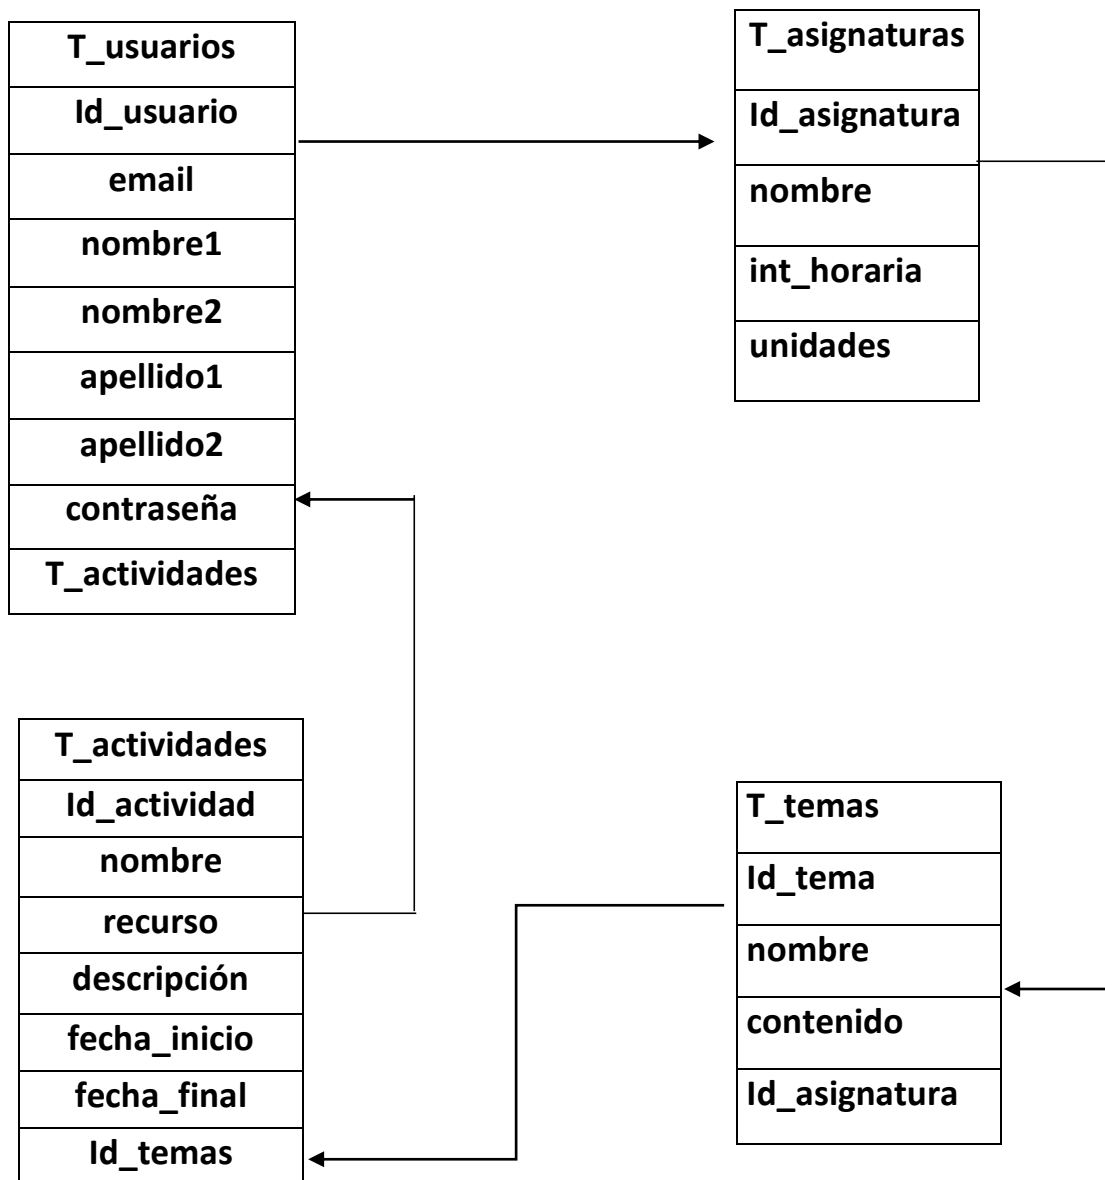 T_usuarios
Id_usuario
email
nombre1
nombre2
apellido1
apellido2
contraseña
T_actividades
T_asignaturas
Id_asignatura
nombre
int_horaria
unidades
T_actividades
Id_actividad
nombre
recurso
descripción
fecha_inicio
fecha_final
Id_temas
T_temas
Id_tema
nombre
contenido
Id_asignatura